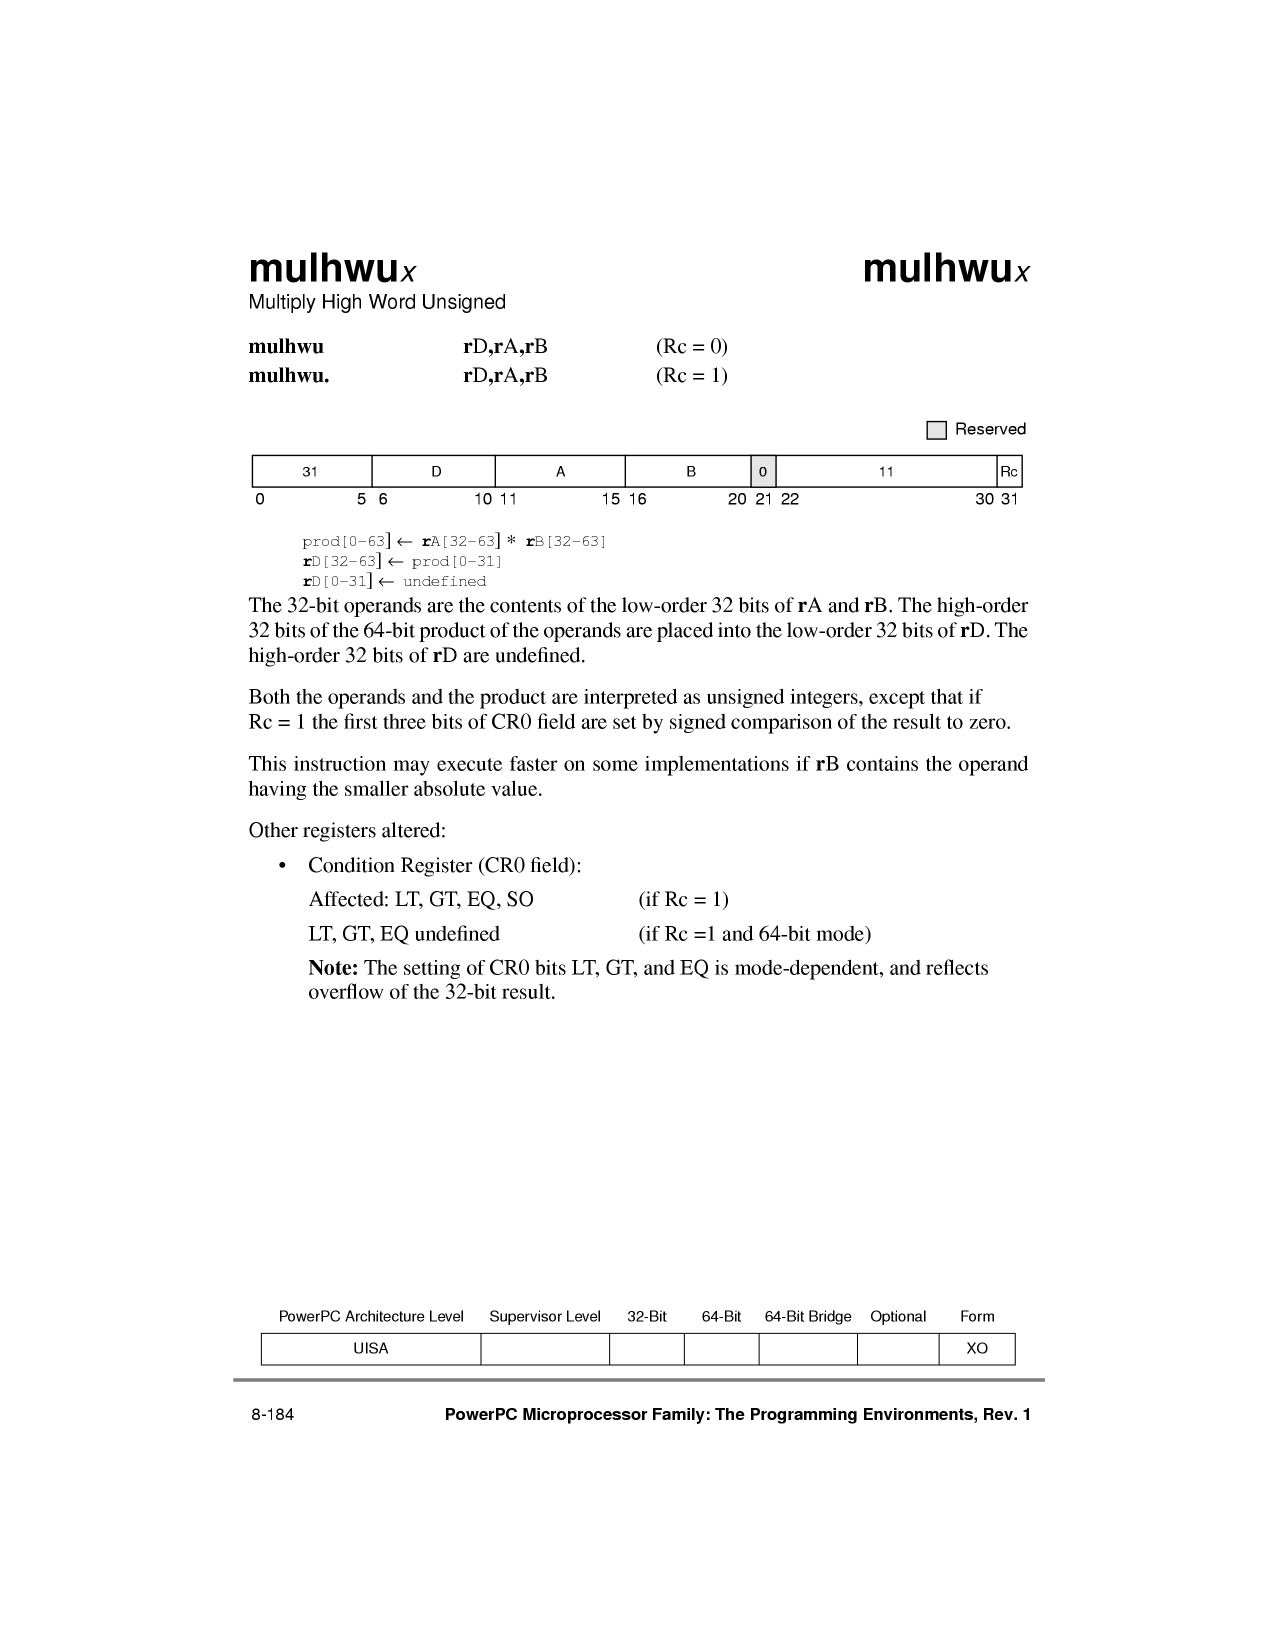 mulhwux mulhwux
Multiply High Word Unsigned
mulhwu rD,rA,rB (Rc = 0)
mulhwu. rD,rA,rB (Rc = 1)
Reserved
31 D A B 0 11 Rc
0 5 6 10 11 15 16 20 21 22 30 31
prod[0–63] ← rA[32–63] * rB[32–63]
rD[32–63] ← prod[0–31]
rD[0–31] ← undefined
The 32-bit operands are the contents of the low-order 32 bits of rA and rB. The high-order
32 bits of the 64-bit product of the operands are placed into the low-order 32 bits of rD. The
high-order 32 bits of rD are undefined.
Both the operands and the product are interpreted as unsigned integers, except that if
Rc = 1 the first three bits of CR0 field are set by signed comparison of the result to zero.
This instruction may execute faster on some implementations if rB contains the operand
having the smaller absolute value.
Other registers altered:
• Condition Register (CR0 field):
Affected: LT, GT, EQ, SO (if Rc = 1)
LT, GT, EQ undefined (if Rc =1 and 64-bit mode)
Note: The setting of CR0 bits LT, GT, and EQ is mode-dependent, and reflects
overflow of the 32-bit result.
PowerPC Architecture Level Supervisor Level 32-Bit 64-Bit 64-Bit Bridge Optional Form
UISA XO
8-184 PowerPC Microprocessor Family: The Programming Environments, Rev. 1